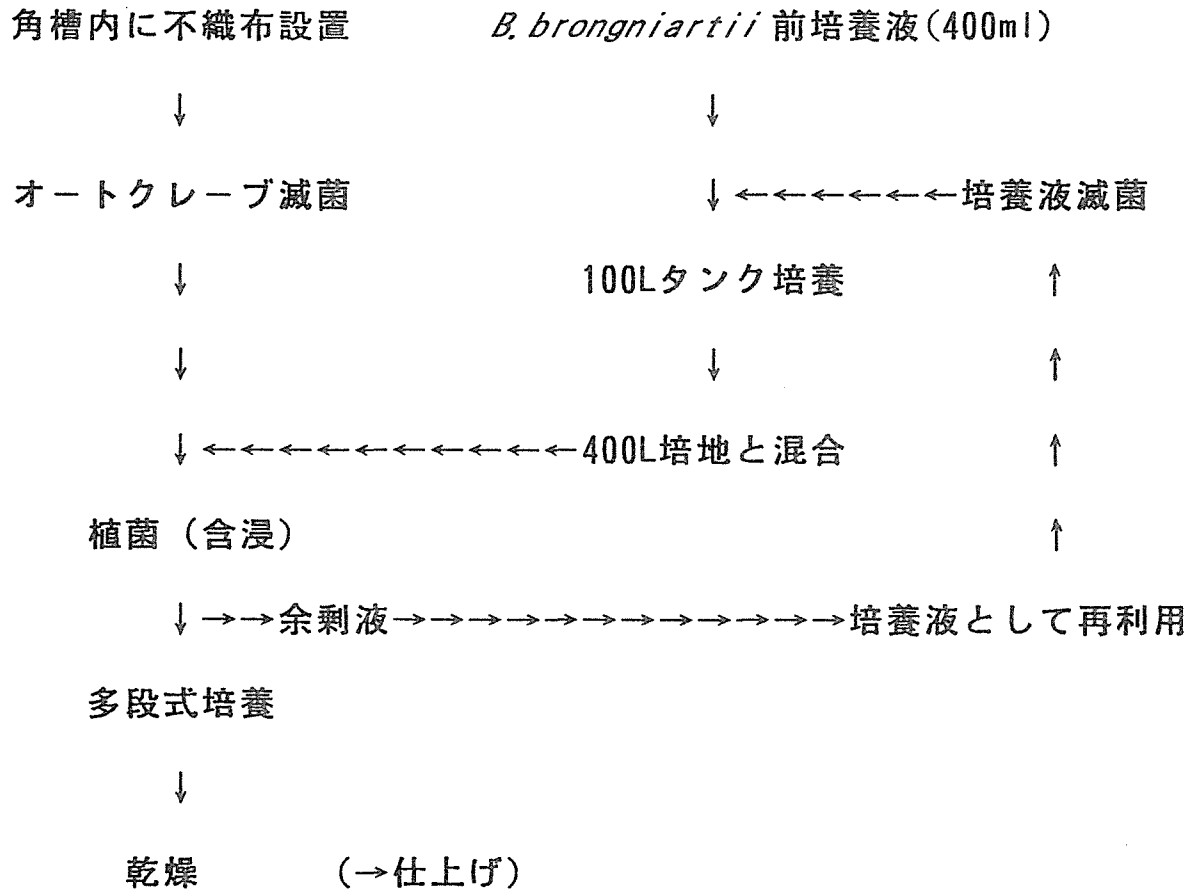 角槽内に不織布設置 B. brongniartii 前培養液(400ml)
↓ ↓
オートクレーブ滅菌 ↓←←←←←←培養液滅菌
↓ 100Lタンク培養 ↑
↓ ↓ ↑
↓←←←←←←←←←←400L培地と混合 ↑
植菌（含浸） ↑
↓→→余剰液→→→→→→→→→→→→培養液として再利用
多段式培養
↓
乾燥 (→仕上げ)